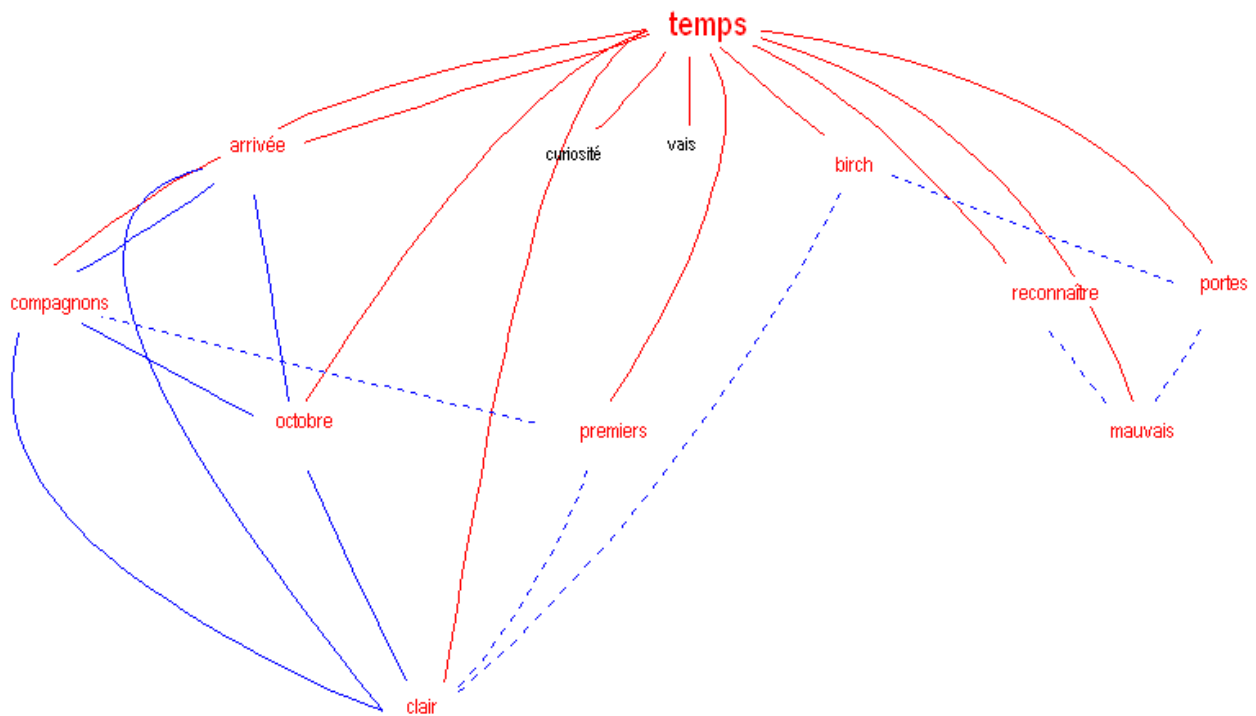 temps
arrivée
curiosité
vais
birch
compagnons
reconnaître
portes
octobre
premiers
mauvais
clair